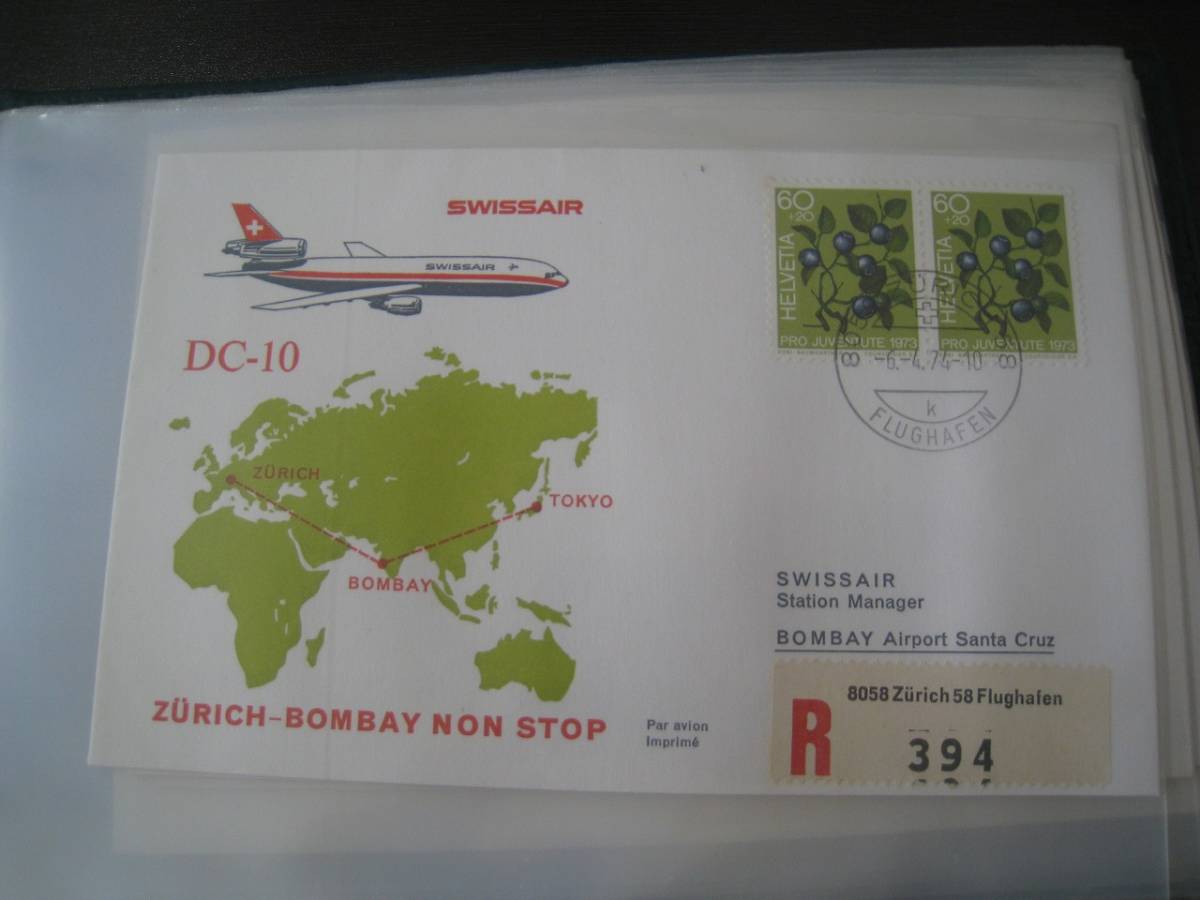 SWISSAIR
SWISSAIR
DC-10
ZÜRICH
TOKYO
BOMBAY
ZÜRICH-BOMBAY NON STOP
Par avion
Imprimé
60
+20
HELVETIA
PRO JUVENTUTE 1973
60
+20
HELVETIA
PRO JUVENTUTE 1973
-6.-4.74-10
k
FLUGHAFEN
SWISSAIR
Station Manager
BOMBAY Airport Santa Cruz
R
8058 Zürich 58 Flughafen
394